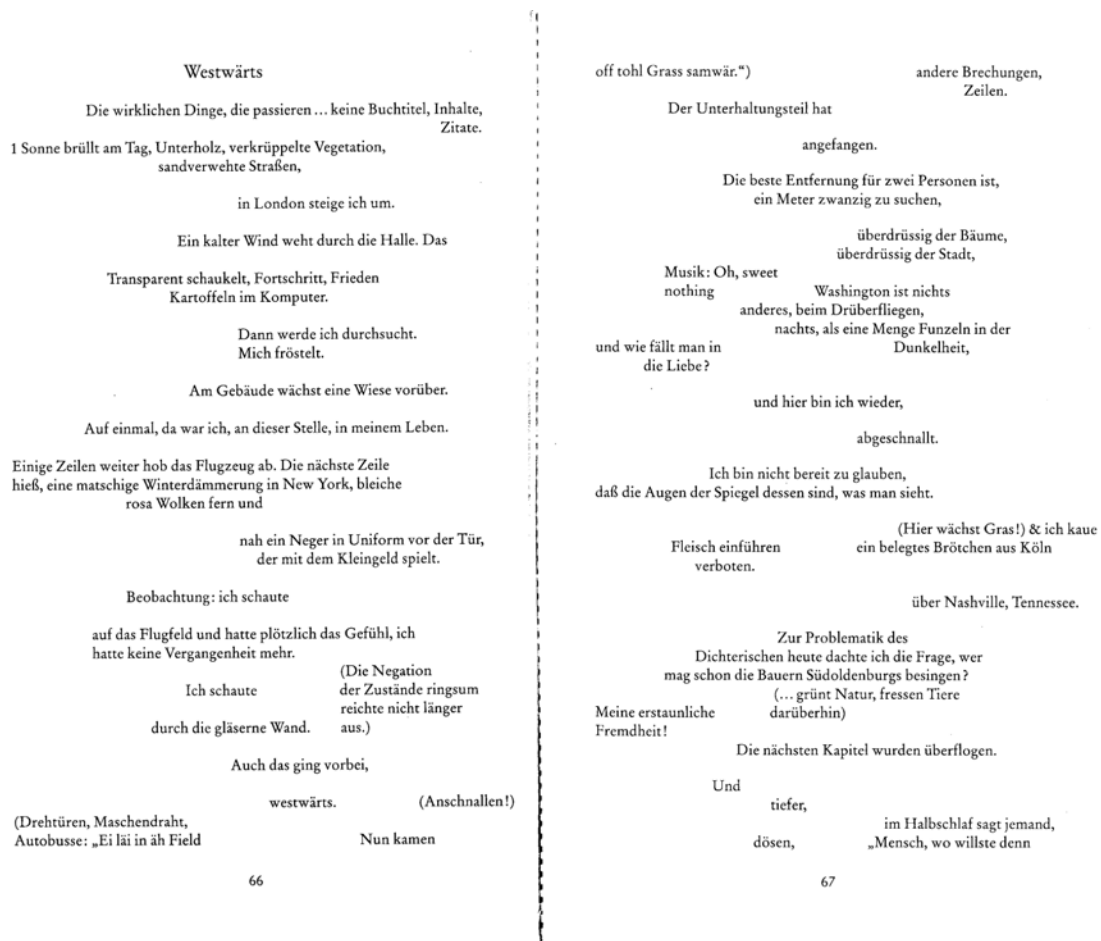 Westwärts
Die wirklichen Dinge, die passieren ... keine Buchtitel, Inhalte,
Zitate.
1 Sonne brüllt am Tag, Unterholz, verkrüppelte Vegetation,
sandverwehte Straßen,
in London steige ich um.
Ein kalter Wind weht durch die Halle. Das
Transparent schaukelt, Fortschritt, Frieden
Kartoffeln im Komputer.
Dann werde ich durchsucht.
Mich fröstelt.
Am Gebäude wächst eine Wiese vorüber.
Auf einmal, da war ich, an dieser Stelle, in meinem Leben.
Einige Zeilen weiter hob das Flugzeug ab. Die nächste Zeile
hieß, eine matschige Winterdämmerung in New York, bleiche
rosa Wolken fern und
nah ein Neger in Uniform vor der Tür,
der mit dem Kleingeld spielt.
Beobachtung: ich schaute
auf das Flugfeld und hatte plötzlich das Gefühl, ich
hatte keine Vergangenheit mehr.
(Die Negation
Ich schaute der Zustände ringsum
reichte nicht länger
durch die gläserne Wand. aus.)
Auch das ging vorbei,
westwärts. (Anschnallen!)
(Drehtüren, Maschendraht,
Autobusse: „Ei läi in äh Field Nun kamen
66
off tohl Grass samwär.“) andere Brechungen,
Zeilen.
Der Unterhaltungsteil hat
angefangen.
Die beste Entfernung für zwei Personen ist,
ein Meter zwanzig zu suchen,
überdrüssig der Bäume,
überdrüssig der Stadt,
Musik: Oh, sweet
nothing Washington ist nichts
anderes, beim Drüberfliegen,
nachts, als eine Menge Funzeln in der
und wie fällt man in Dunkelheit,
die Liebe?
und hier bin ich wieder,
abgeschnallt.
Ich bin nicht bereit zu glauben,
daß die Augen der Spiegel dessen sind, was man sieht.
(Hier wächst Gras!) & ich kaue
Fleisch einführen ein belegtes Brötchen aus Köln
verboten.
über Nashville, Tennessee.
Zur Problematik des
Dichterischen heute dachte ich die Frage, wer
mag schon die Bauern Südoldenburgs besingen?
(... grünt Natur, fressen Tiere
Meine erstaunliche darüberhin)
Fremdheit!
Die nächsten Kapitel wurden überflogen.
Und
tiefer,
im Halbschlaf sagt jemand,
dösen, „Mensch, wo willste denn
67